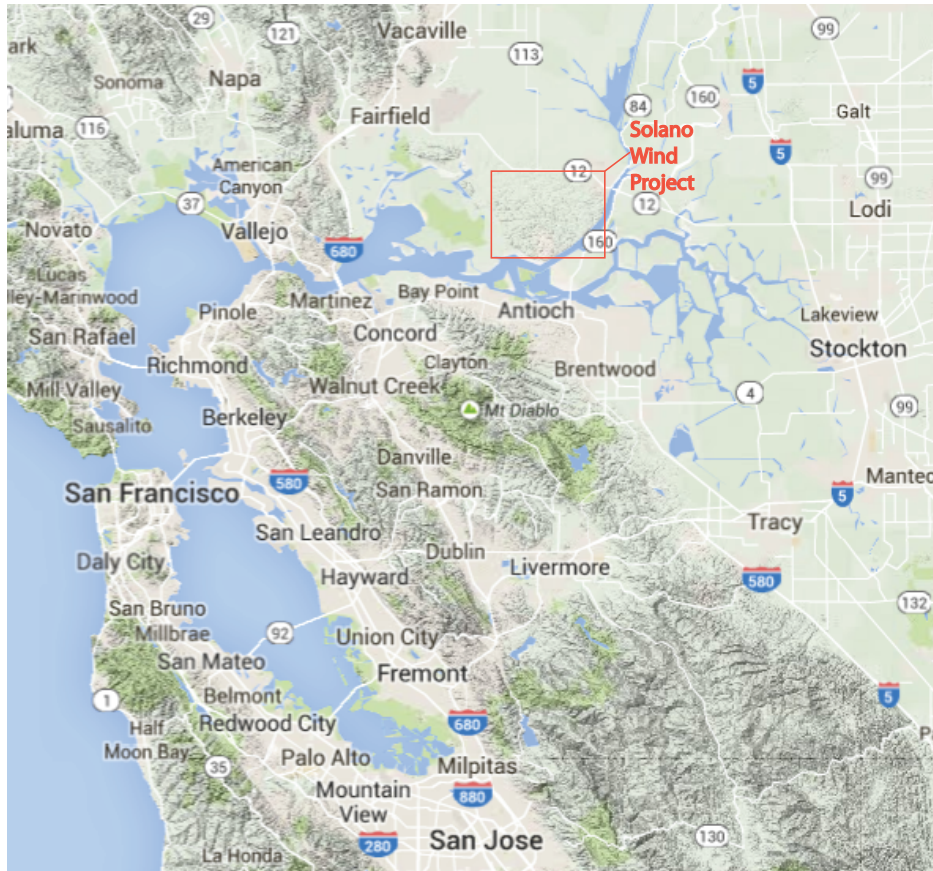 29
121
Vacaville
113
99
ark
Sonoma
Napa
5
84
160
Galt
Fairfield
aluma
116
Solano
Wind
Project
5
American
Canyon
12
99
37
12
Lodi
Novato
Vallejo
680
160
Lucas
lley-Marinwood
Martinez
Bay Point
Pinole
Antioch
Lakeview
San Rafael
Concord
Stockton
Richmond
Clayton
Brentwood
Mill Valley
Walnut Creek
4
99
Sausalito
Berkeley
Mt Diablo
Danville
580
San Francisco
San Ramon
5
Mantec
San Leandro
Tracy
Daly City
Dublin
Hayward
Livermore
580
San Bruno
132
Millbrae
92
Union City
San Mateo
Fremont
1
Belmont
5
Half
Moon Bay
Redwood City
680
P
35
Palo Alto
Milpitas
Mountain
View
880
130
280
San Jose
La Honda